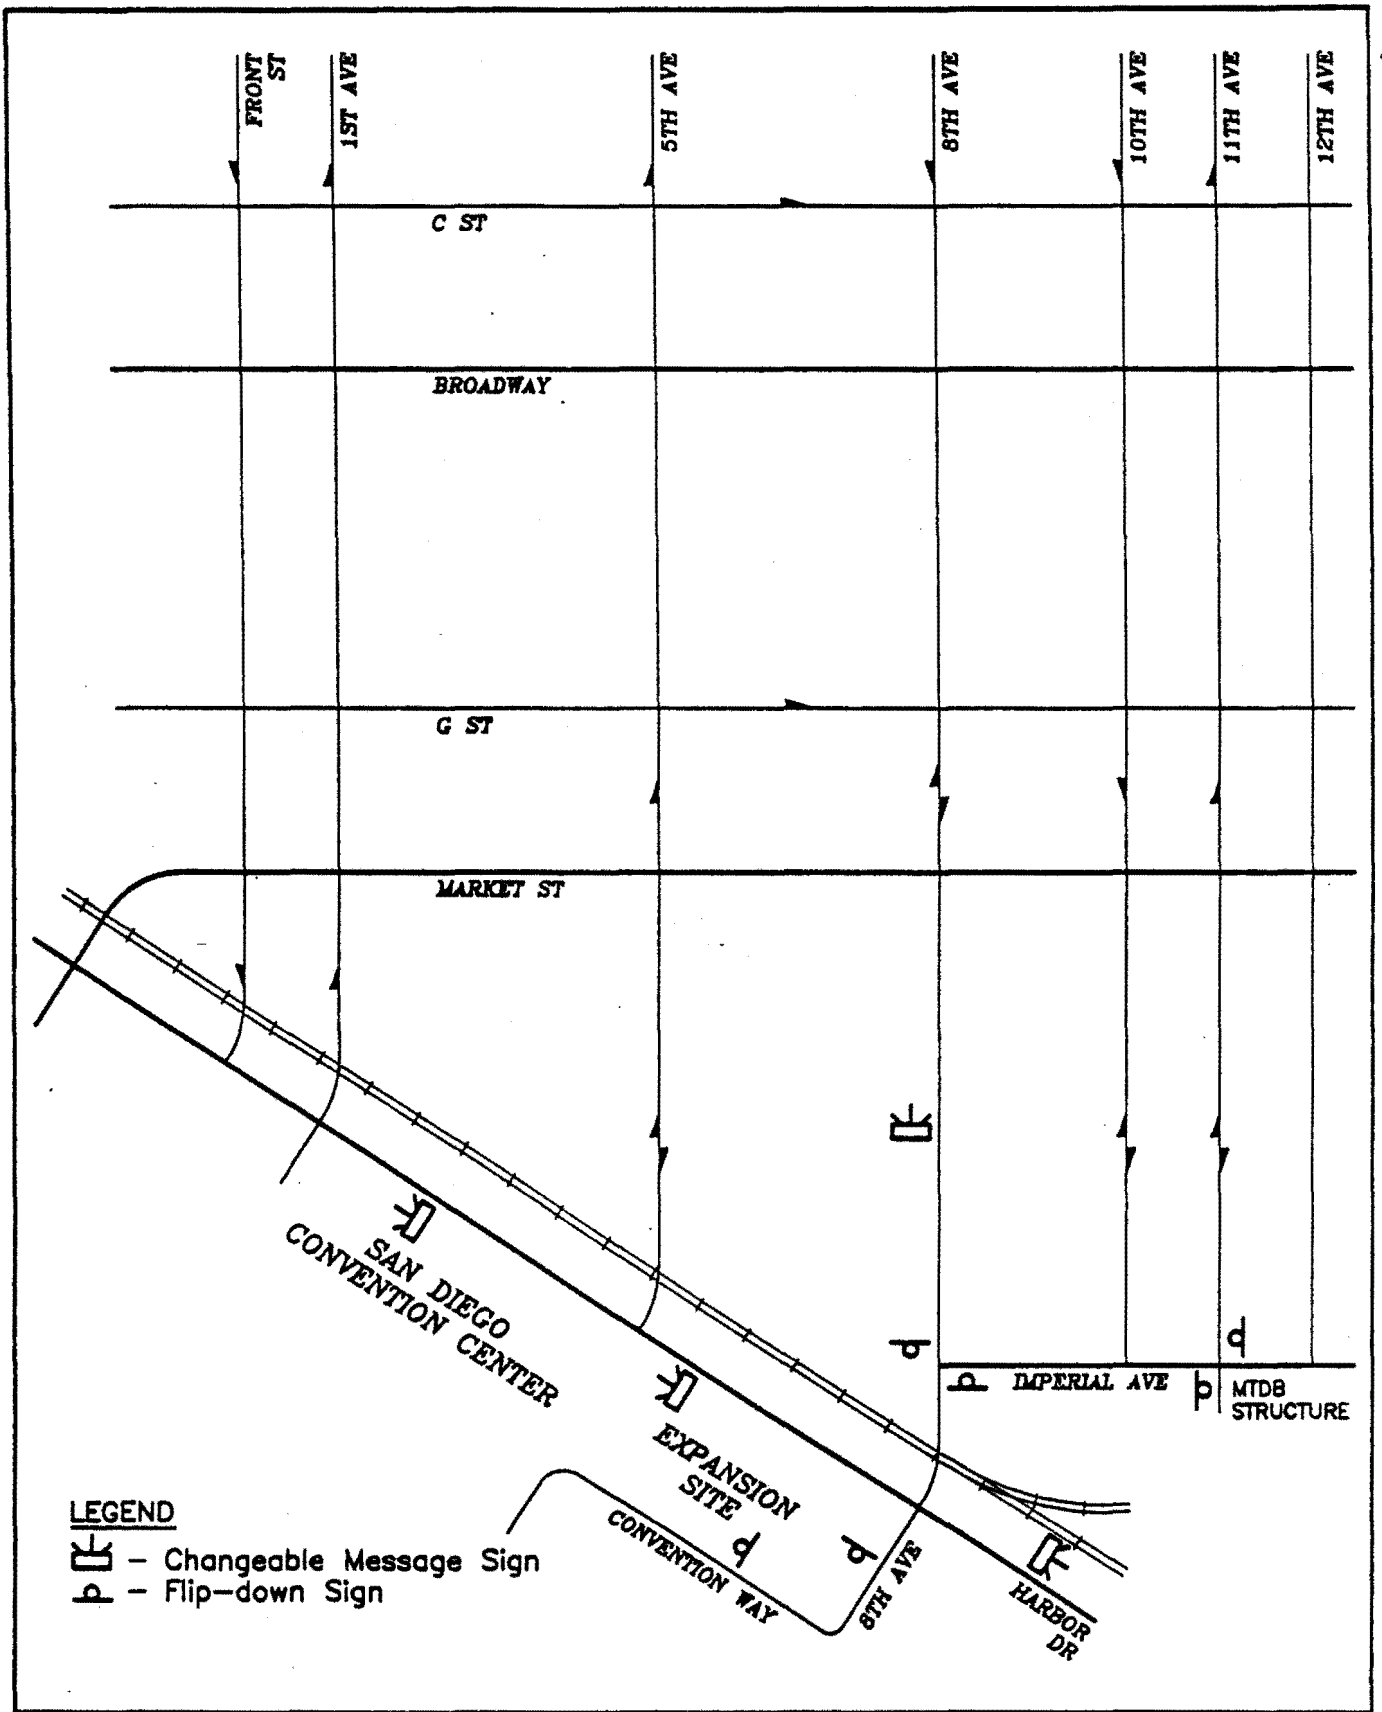 FRONT
ST
1ST AVE
5TH AVE
8TH AVE
10TH AVE
11TH AVE
12TH AVE
C ST
BROADWAY
G ST
MARKET ST
SAN DIEGO
CONVENTION CENTER
IMPERIAL AVE
MTDB
STRUCTURE
EXPANSION
SITE
CONVENTION WAY
8TH AVE
HARBOR
DR
LEGEND
- Changeable Message Sign
- Flip-down Sign